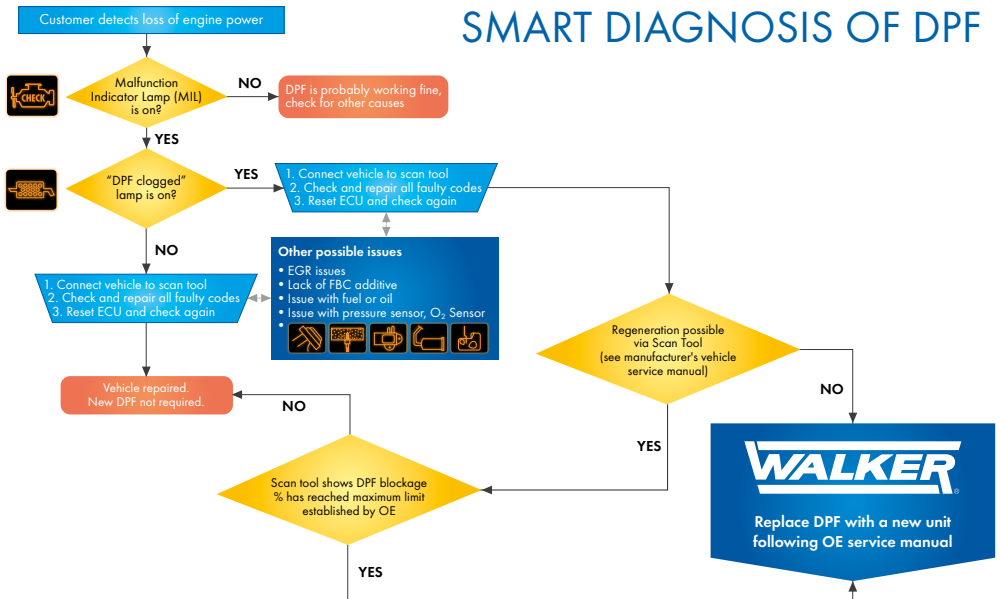 SMART DIAGNOSIS OF DPF
Customer detects loss of engine power
CHECK
Malfunction
Indicator Lamp (MIL)
is on?
NO
DPF is probably working fine,
check for other causes
YES
“DPF clogged”
lamp is on?
YES
1. Connect vehicle to scan tool
2. Check and repair all faulty codes
3. Reset ECU and check again
NO
Other possible issues
• EGR issues
• Lack of FBC additive
• Issue with fuel or oil
• Issue with pressure sensor, O₂ Sensor
•
1. Connect vehicle to scan tool
2. Check and repair all faulty codes
3. Reset ECU and check again
Regeneration possible
via Scan Tool
(see manufacturer's vehicle
service manual)
NO
YES
Vehicle repaired.
New DPF not required.
NO
Scan tool shows DPF blockage
% has reached maximum limit
established by OE
YES
WALKER®
Replace DPF with a new unit
following OE service manual